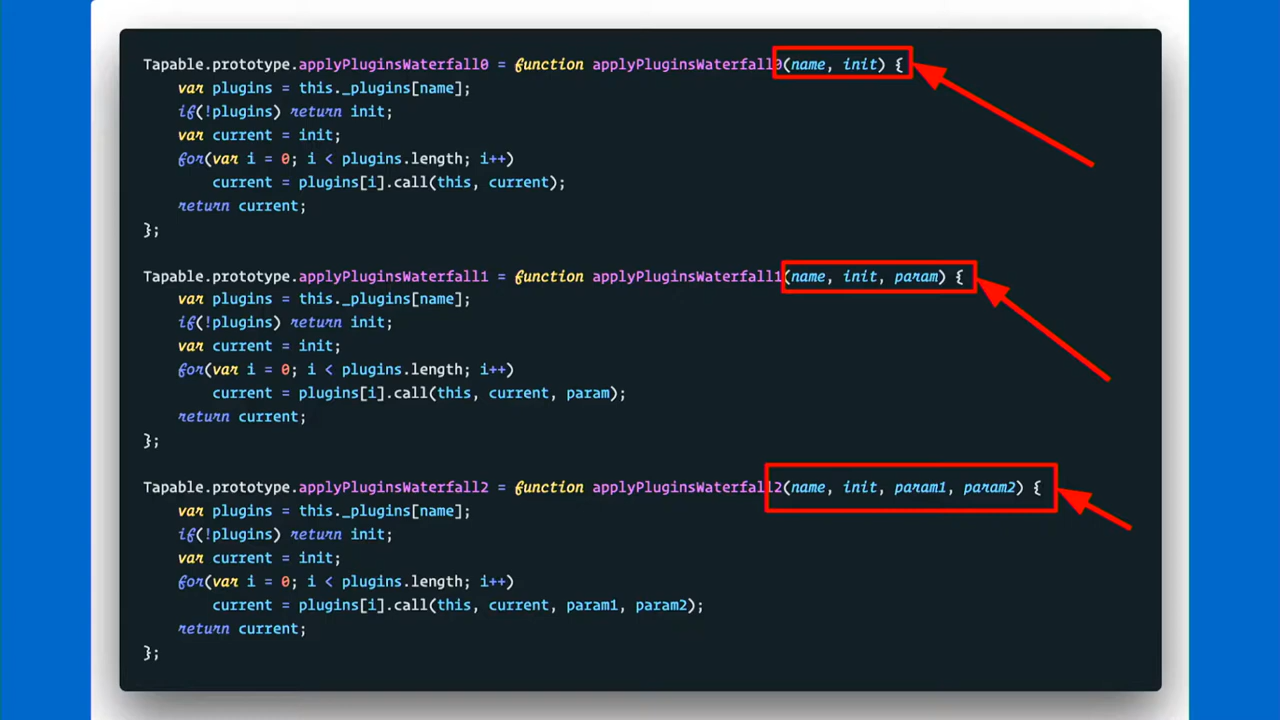 Tapable.prototype.applyPluginsWaterfall0 = function applyPluginsWaterfall0(name, init) {
var plugins = this._plugins[name];
if(!plugins) return init;
var current = init;
for(var i = 0; i < plugins.length; i++)
current = plugins[i].call(this, current);
return current;
};
Tapable.prototype.applyPluginsWaterfall1 = function applyPluginsWaterfall1(name, init, param) {
var plugins = this._plugins[name];
if(!plugins) return init;
var current = init;
for(var i = 0; i < plugins.length; i++)
current = plugins[i].call(this, current, param);
return current;
};
Tapable.prototype.applyPluginsWaterfall2 = function applyPluginsWaterfall2(name, init, param1, param2) {
var plugins = this._plugins[name];
if(!plugins) return init;
var current = init;
for(var i = 0; i < plugins.length; i++)
current = plugins[i].call(this, current, param1, param2);
return current;
};